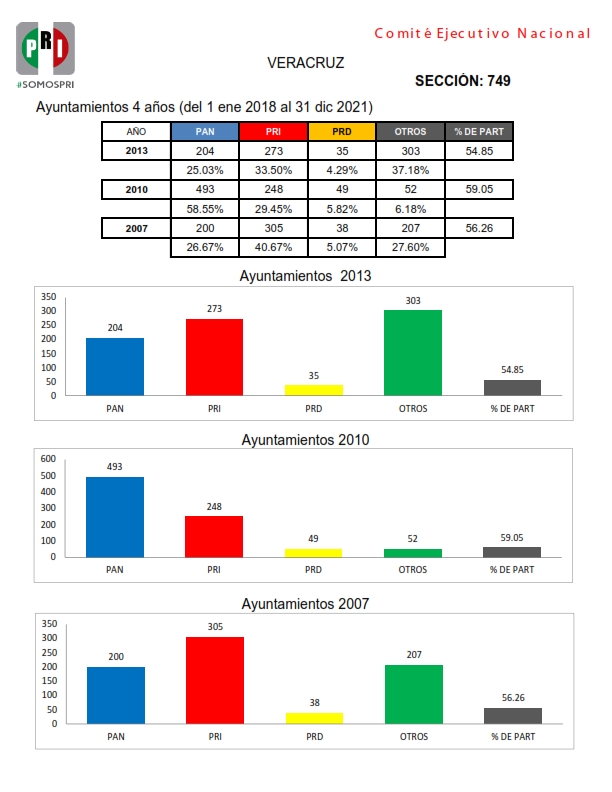 Comité Ejecutivo Nacional
PRI
#SOMOSPRI
VERACRUZ
SECCIÓN: 749
Ayuntamientos 4 años (del 1 ene 2018 al 31 dic 2021)
AÑO PAN PRI PRD OTROS % DE PART
2013 204 273 35 303 54.85
25.03% 33.50% 4.29% 37.18%
2010 493 248 49 52 59.05
58.55% 29.45% 5.82% 6.18%
2007 200 305 38 207 56.26
26.67% 40.67% 5.07% 27.60%
Ayuntamientos 2013
350
300
250
200
150
100
50
0
204 273 35 303 54.85
PAN PRI PRD OTROS % DE PART
Ayuntamientos 2010
600
500
400
300
200
100
0
493 248 49 52 59.05
PAN PRI PRD OTROS % DE PART
Ayuntamientos 2007
350
300
250
200
150
100
50
0
200 305 38 207 56.26
PAN PRI PRD OTROS % DE PART